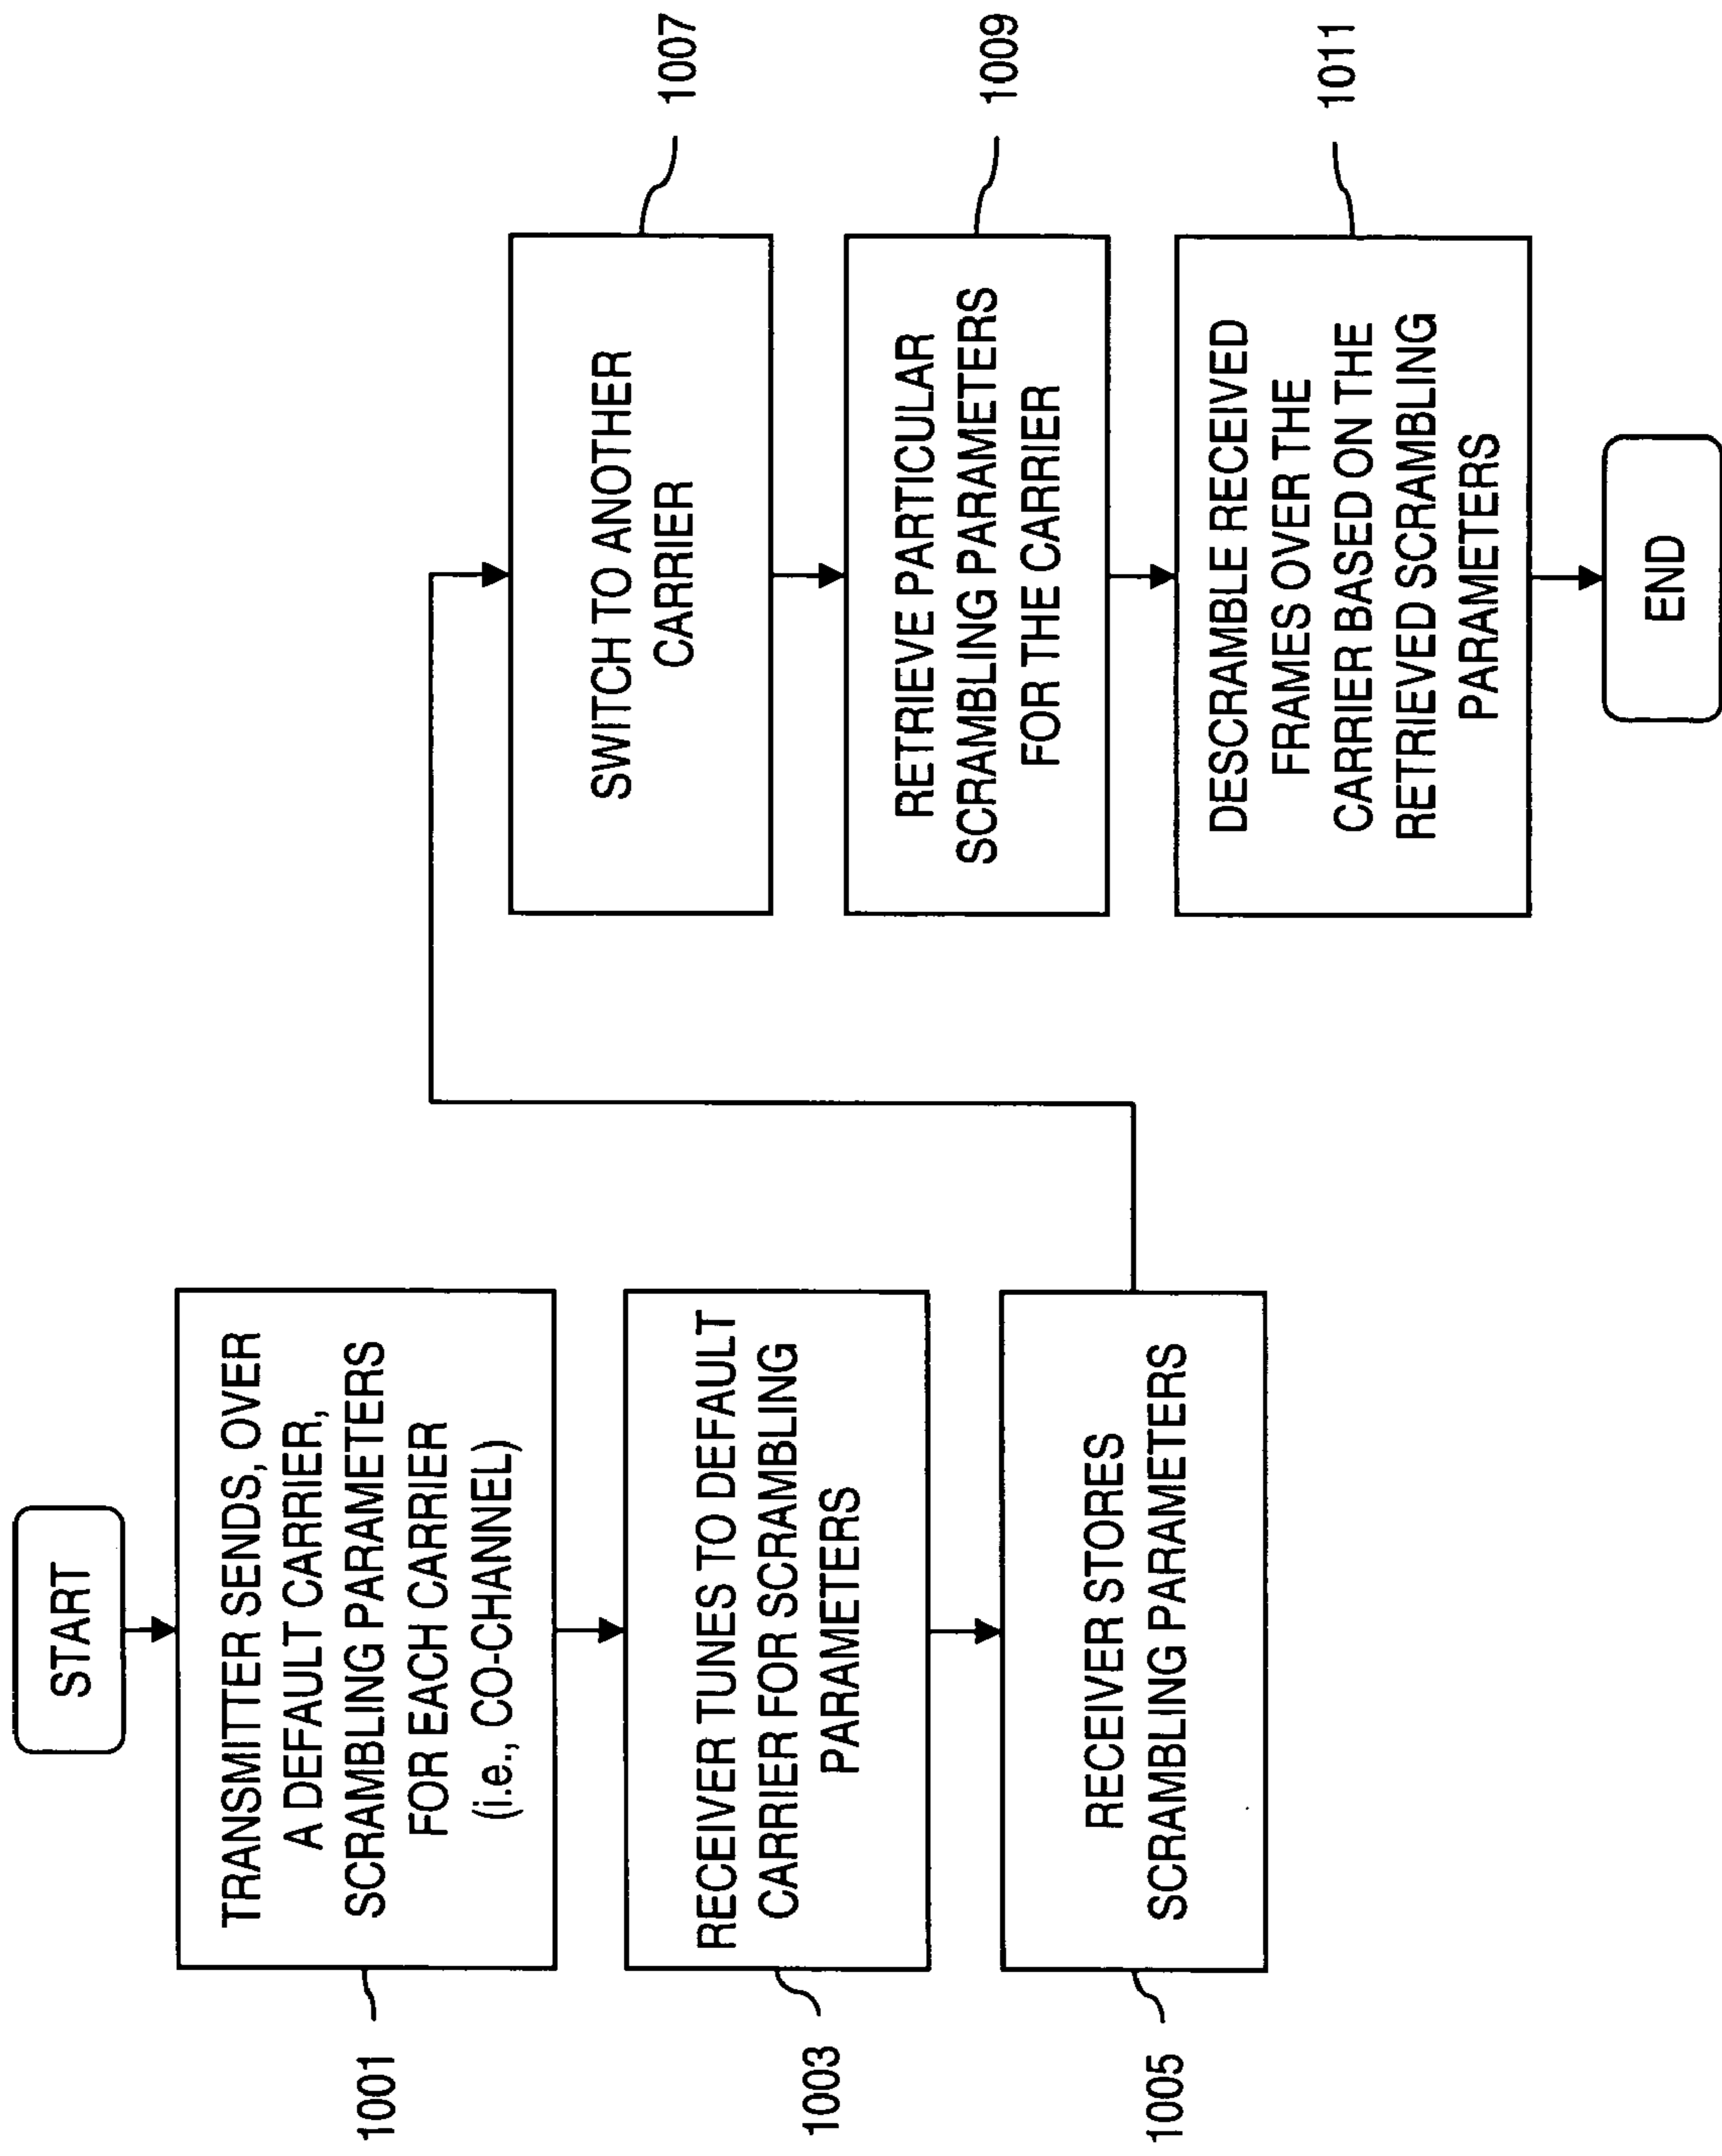 START
TRANSMITTER SENDS, OVER
A DEFAULT CARRIER,
SCRAMBLING PARAMETERS
FOR EACH CARRIER
(i.e., CO-CHANNEL)
1001
RECEIVER TUNES TO DEFAULT
CARRIER FOR SCRAMBLING
PARAMETERS
1003
RECEIVER STORES
SCRAMBLING PARAMETERS
1005
SWITCH TO ANOTHER
CARRIER
1007
RETRIEVE PARTICULAR
SCRAMBLING PARAMETERS
FOR THE CARRIER
1009
DESCRAMBLE RECEIVED
FRAMES OVER THE
CARRIER BASED ON THE
RETRIEVED SCRAMBLING
PARAMETERS
1011
END